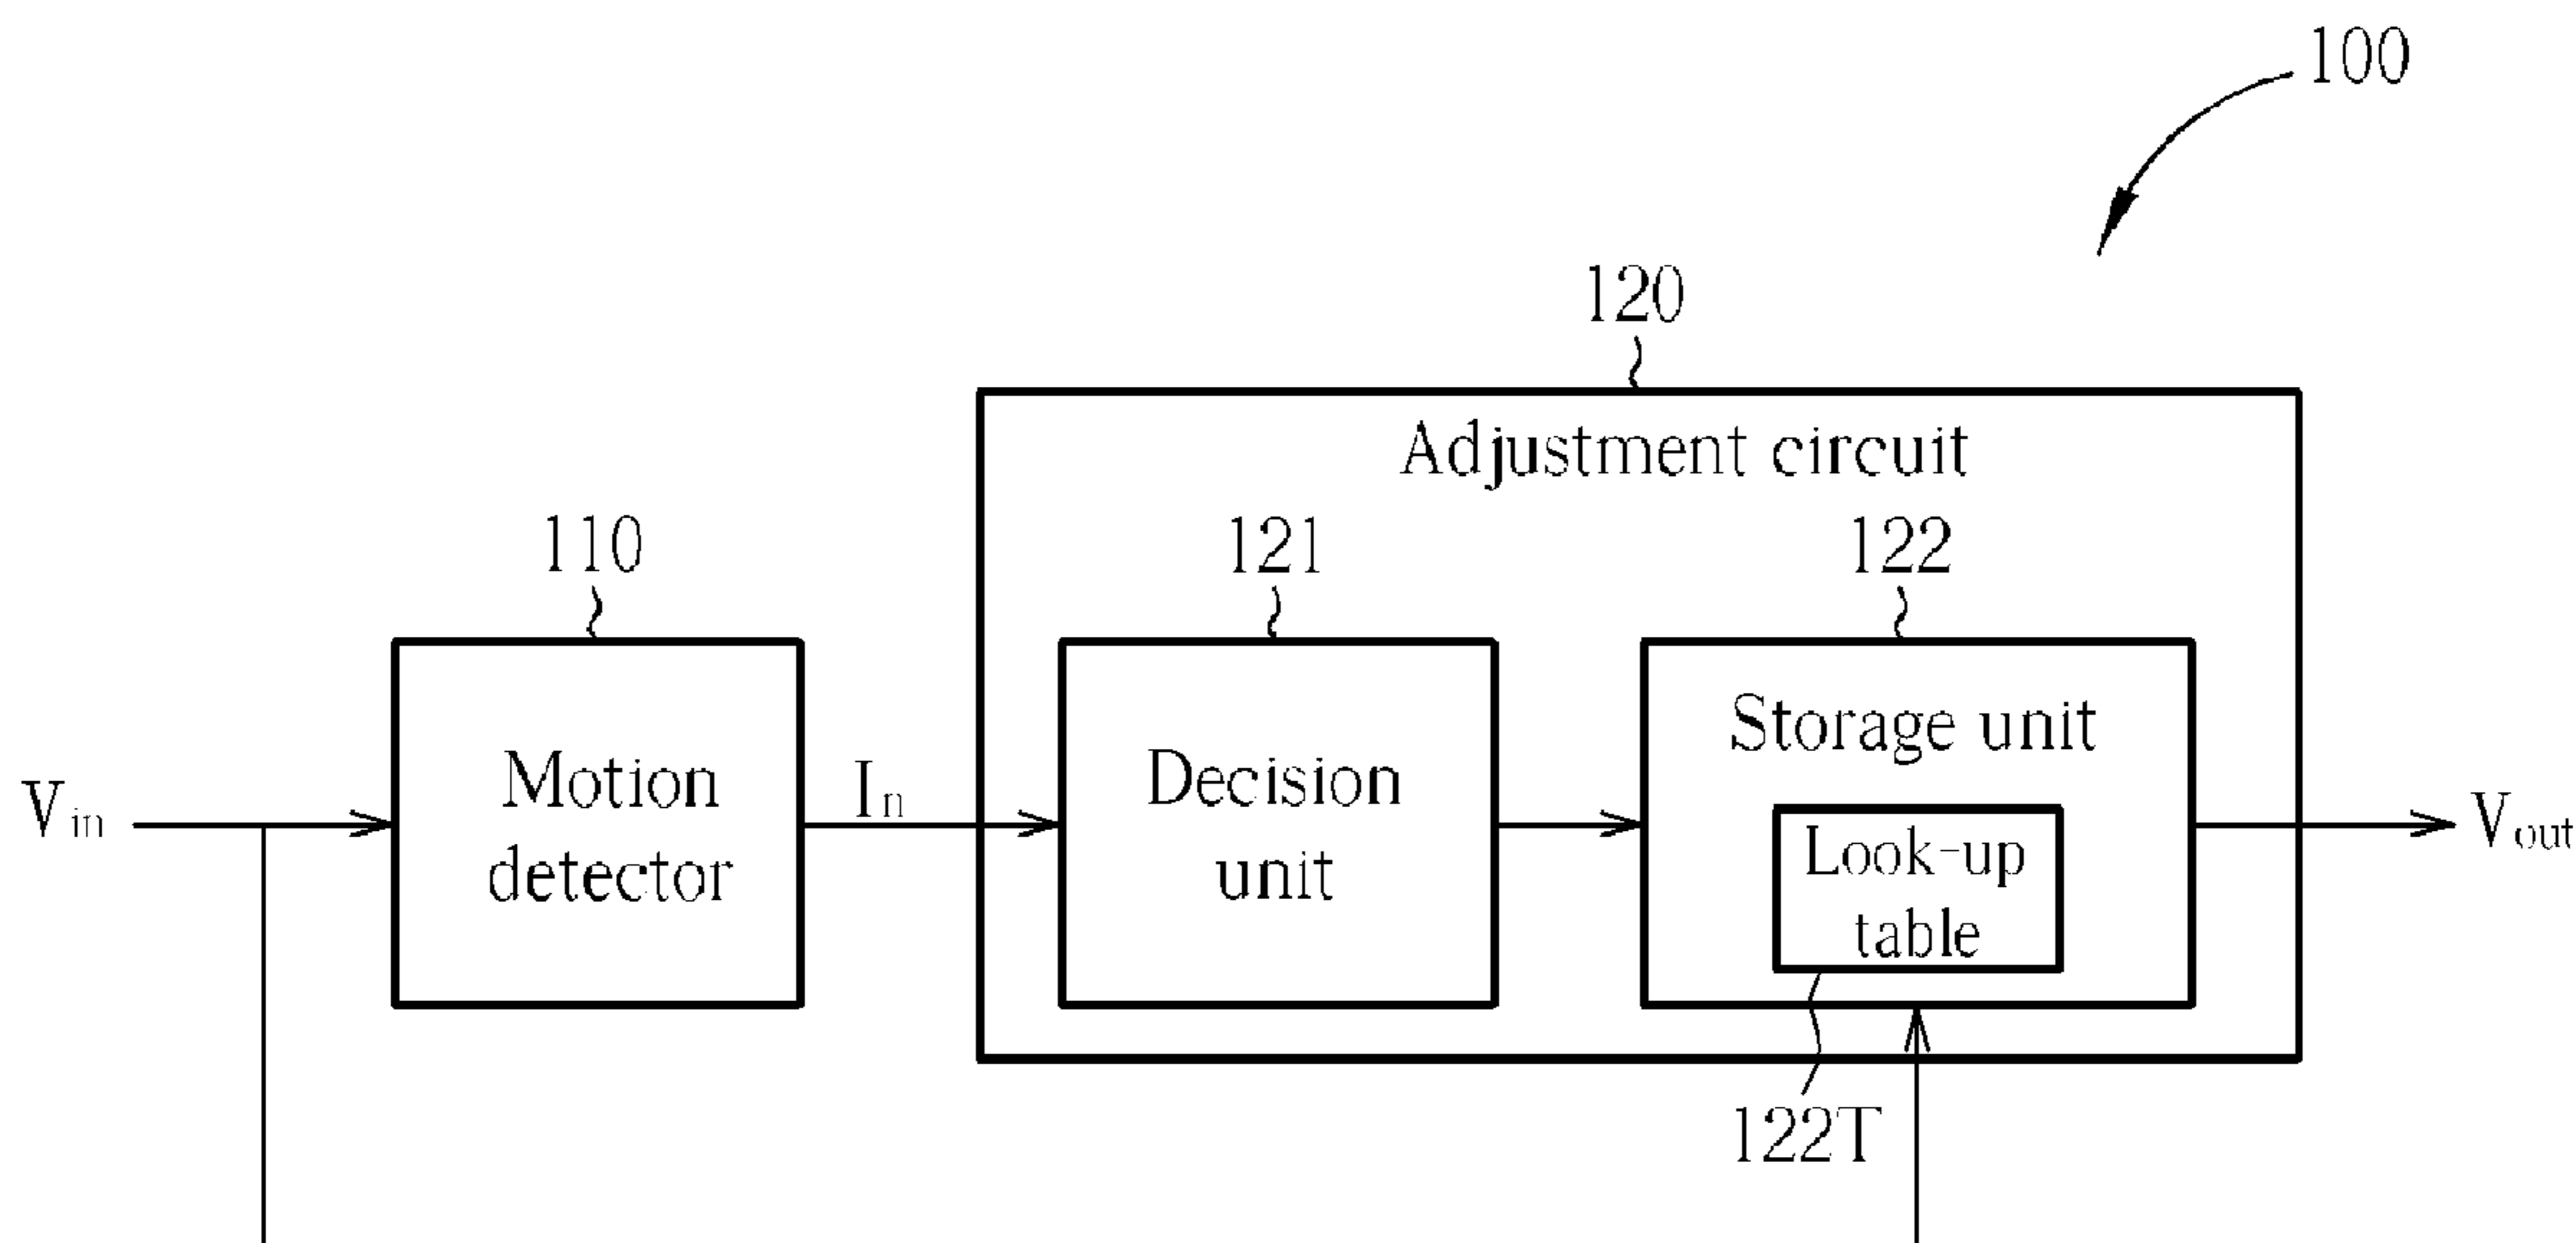 100
120
Adjustment circuit
110
121
122
Vin
Motion
detector
In
Decision
unit
Storage unit
Look-up
table
Vout
122T